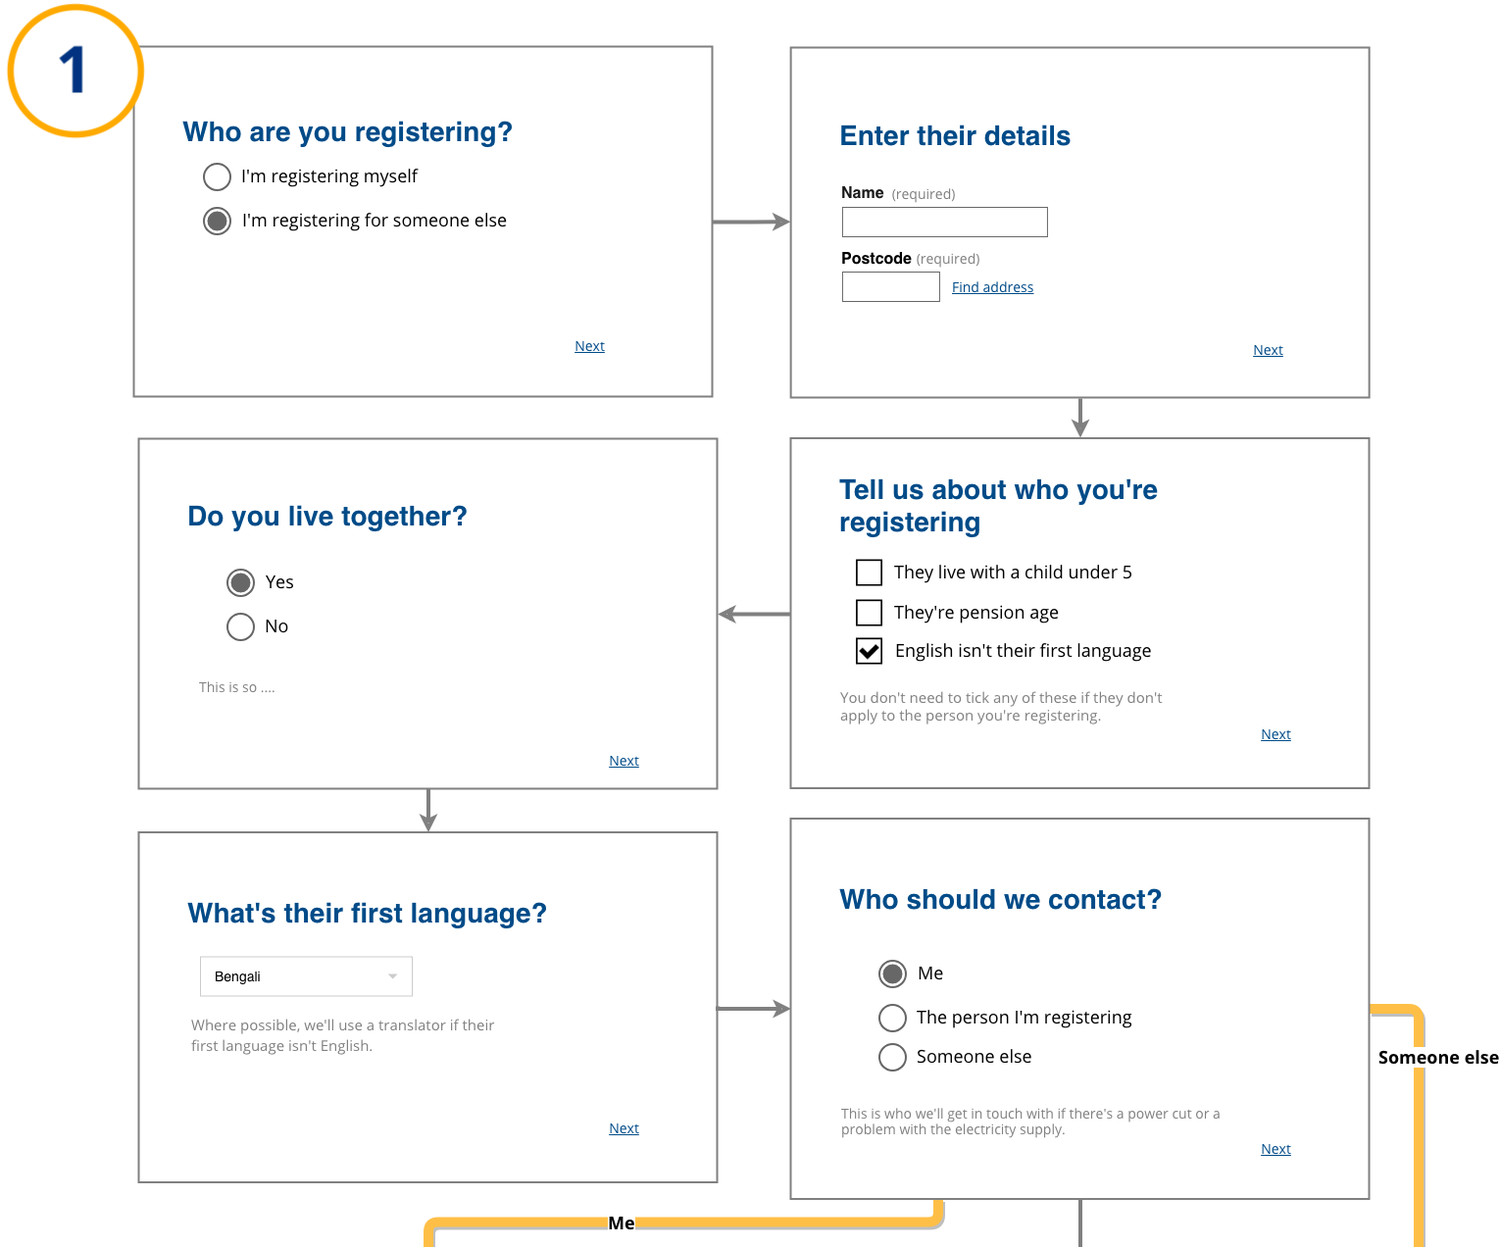 1
Who are you registering?
I'm registering myself
I'm registering for someone else
Next
Enter their details
Name (required)
Postcode (required)
Find address
Next
Tell us about who you're
registering
They live with a child under 5
They're pension age
English isn't their first language
You don't need to tick any of these if they don't
apply to the person you're registering.
Next
Do you live together?
Yes
No
This is so ....
Next
What's their first language?
Bengali
Where possible, we'll use a translator if their
first language isn't English.
Next
Who should we contact?
Me
The person I'm registering
Someone else
This is who we'll get in touch with if there's a power cut or a
problem with the electricity supply.
Next
Someone else
Me